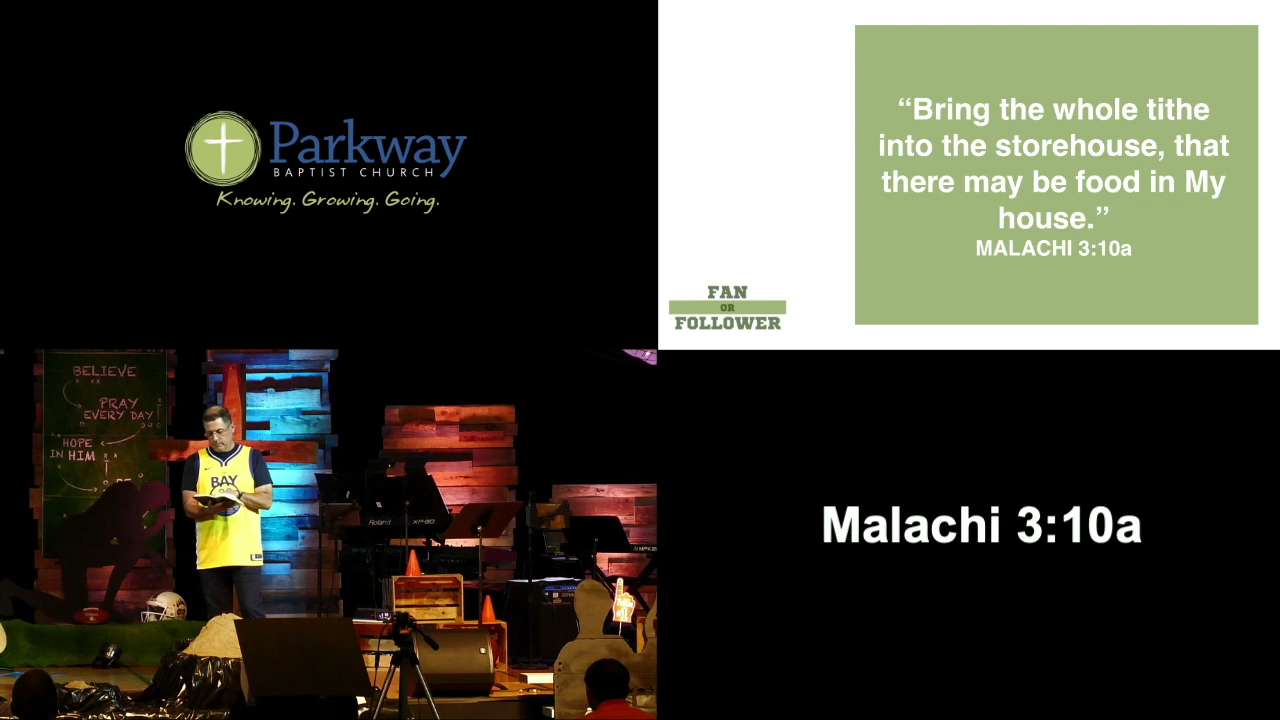 Parkway
BAPTIST CHURCH
Knowing. Growing. Going.
“Bring the whole tithe
into the storehouse, that
there may be food in My
house.”
MALACHI 3:10a
FAN
OR
FOLLOWER
BELIEVE
PRAY
EVERY DAY
HOPE
IN HIM
BAY
Roland XP-80
Malachi 3:10a